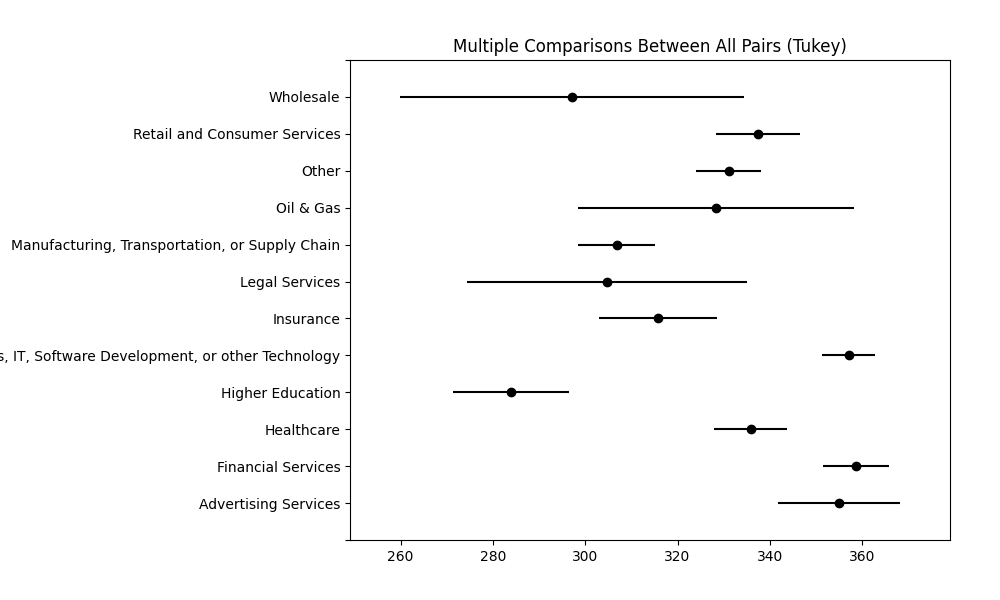 Multiple Comparisons Between All Pairs (Tukey)
Wholesale
Retail and Consumer Services
Other
Oil & Gas
Manufacturing, Transportation, or Supply Chain
Legal Services
Insurance
s, IT, Software Development, or other Technology
Higher Education
Healthcare
Financial Services
Advertising Services
260 280 300 320 340 360